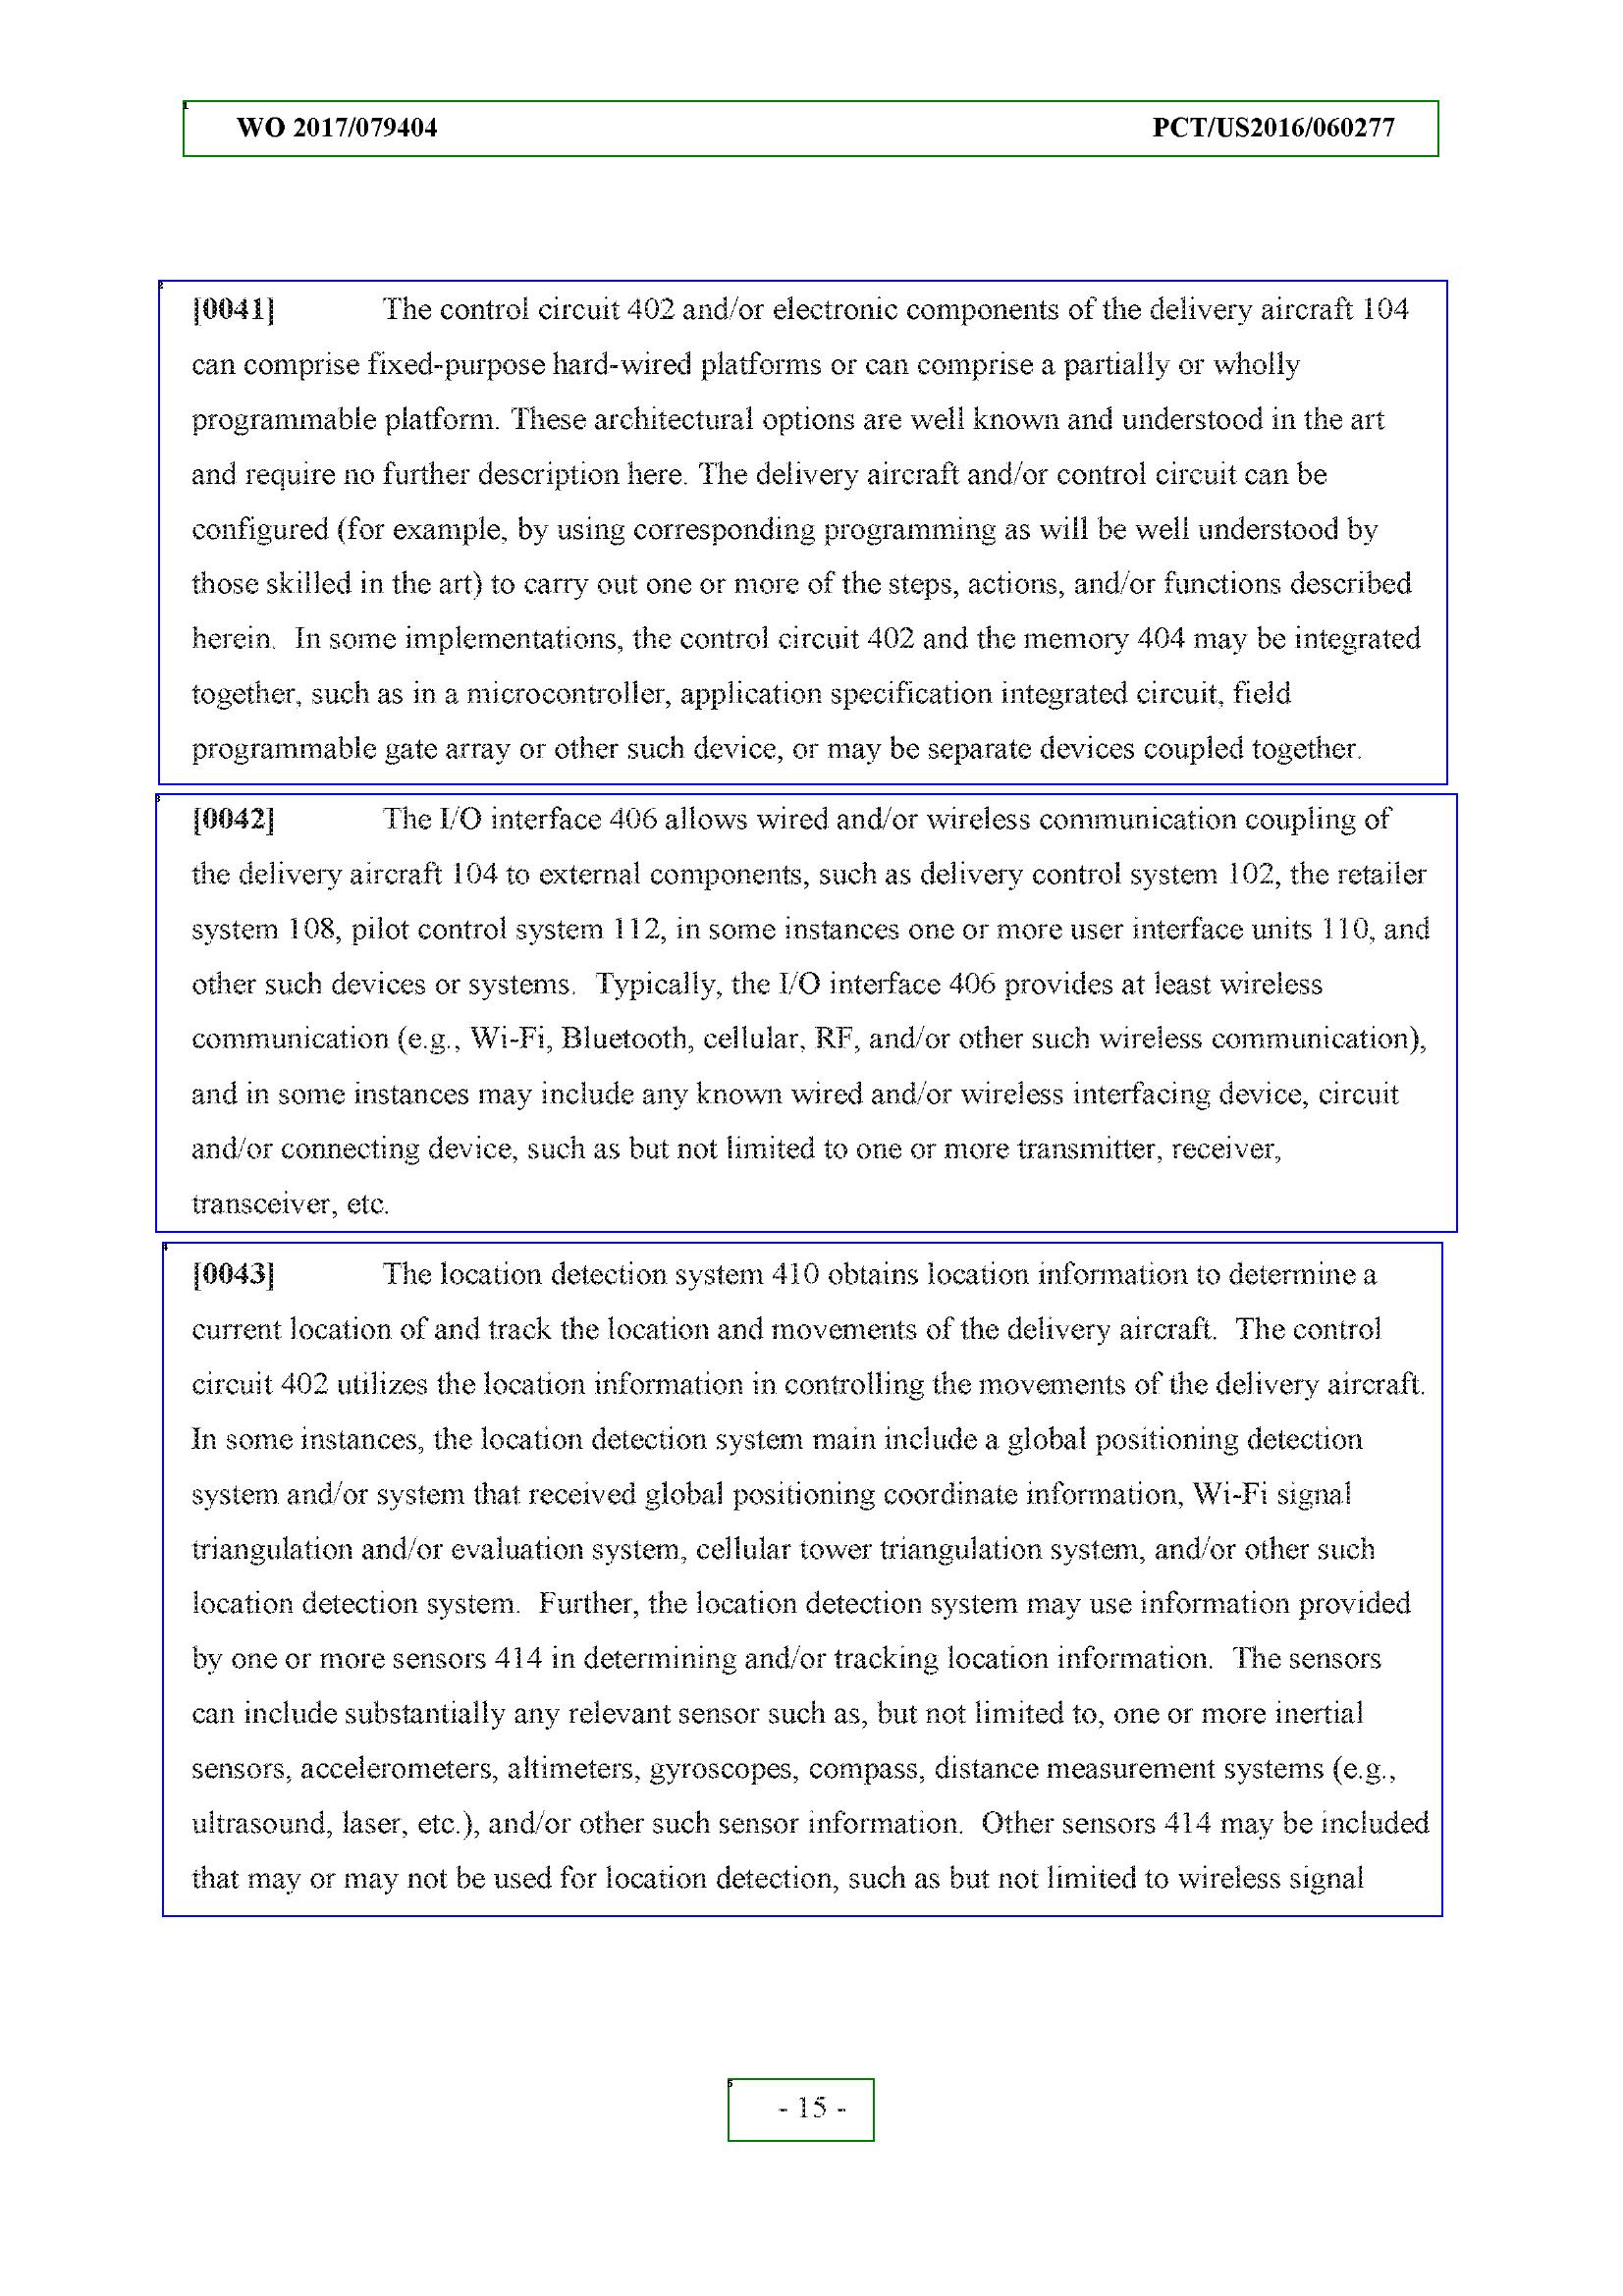 WO 2017/079404 PCT/US2016/060277
[0041] The control circuit 402 and/or electronic components of the delivery aircraft 104
can comprise fixed-purpose hard-wired platforms or can comprise a partially or wholly
programmable platform. These architectural options are well known and understood in the art
and require no further description here. The delivery aircraft and/or control circuit can be
configured (for example, by using corresponding programming as will be well understood by
those skilled in the art) to carry out one or more of the steps, actions, and/or functions described
herein. In some implementations, the control circuit 402 and the memory 404 may be integrated
together, such as in a microcontroller, application specification integrated circuit, field
programmable gate array or other such device, or may be separate devices coupled together.
[0042] The I/O interface 406 allows wired and/or wireless communication coupling of
the delivery aircraft 104 to external components, such as delivery control system 102, the retailer
system 108, pilot control system 112, in some instances one or more user interface units 110, and
other such devices or systems. Typically, the I/O interface 406 provides at least wireless
communication (e.g., Wi-Fi, Bluetooth, cellular, RF, and/or other such wireless communication),
and in some instances may include any known wired and/or wireless interfacing device, circuit
and/or connecting device, such as but not limited to one or more transmitter, receiver,
transceiver, etc.
[0043] The location detection system 410 obtains location information to determine a
current location of and track the location and movements of the delivery aircraft. The control
circuit 402 utilizes the location information in controlling the movements of the delivery aircraft.
In some instances, the location detection system main include a global positioning detection
system and/or system that received global positioning coordinate information, Wi-Fi signal
triangulation and/or evaluation system, cellular tower triangulation system, and/or other such
location detection system. Further, the location detection system may use information provided
by one or more sensors 414 in determining and/or tracking location information. The sensors
can include substantially any relevant sensor such as, but not limited to, one or more inertial
sensors, accelerometers, altimeters, gyroscopes, compass, distance measurement systems (e.g.,
ultrasound, laser, etc.), and/or other such sensor information. Other sensors 414 may be included
that may or may not be used for location detection, such as but not limited to wireless signal
- 15 -